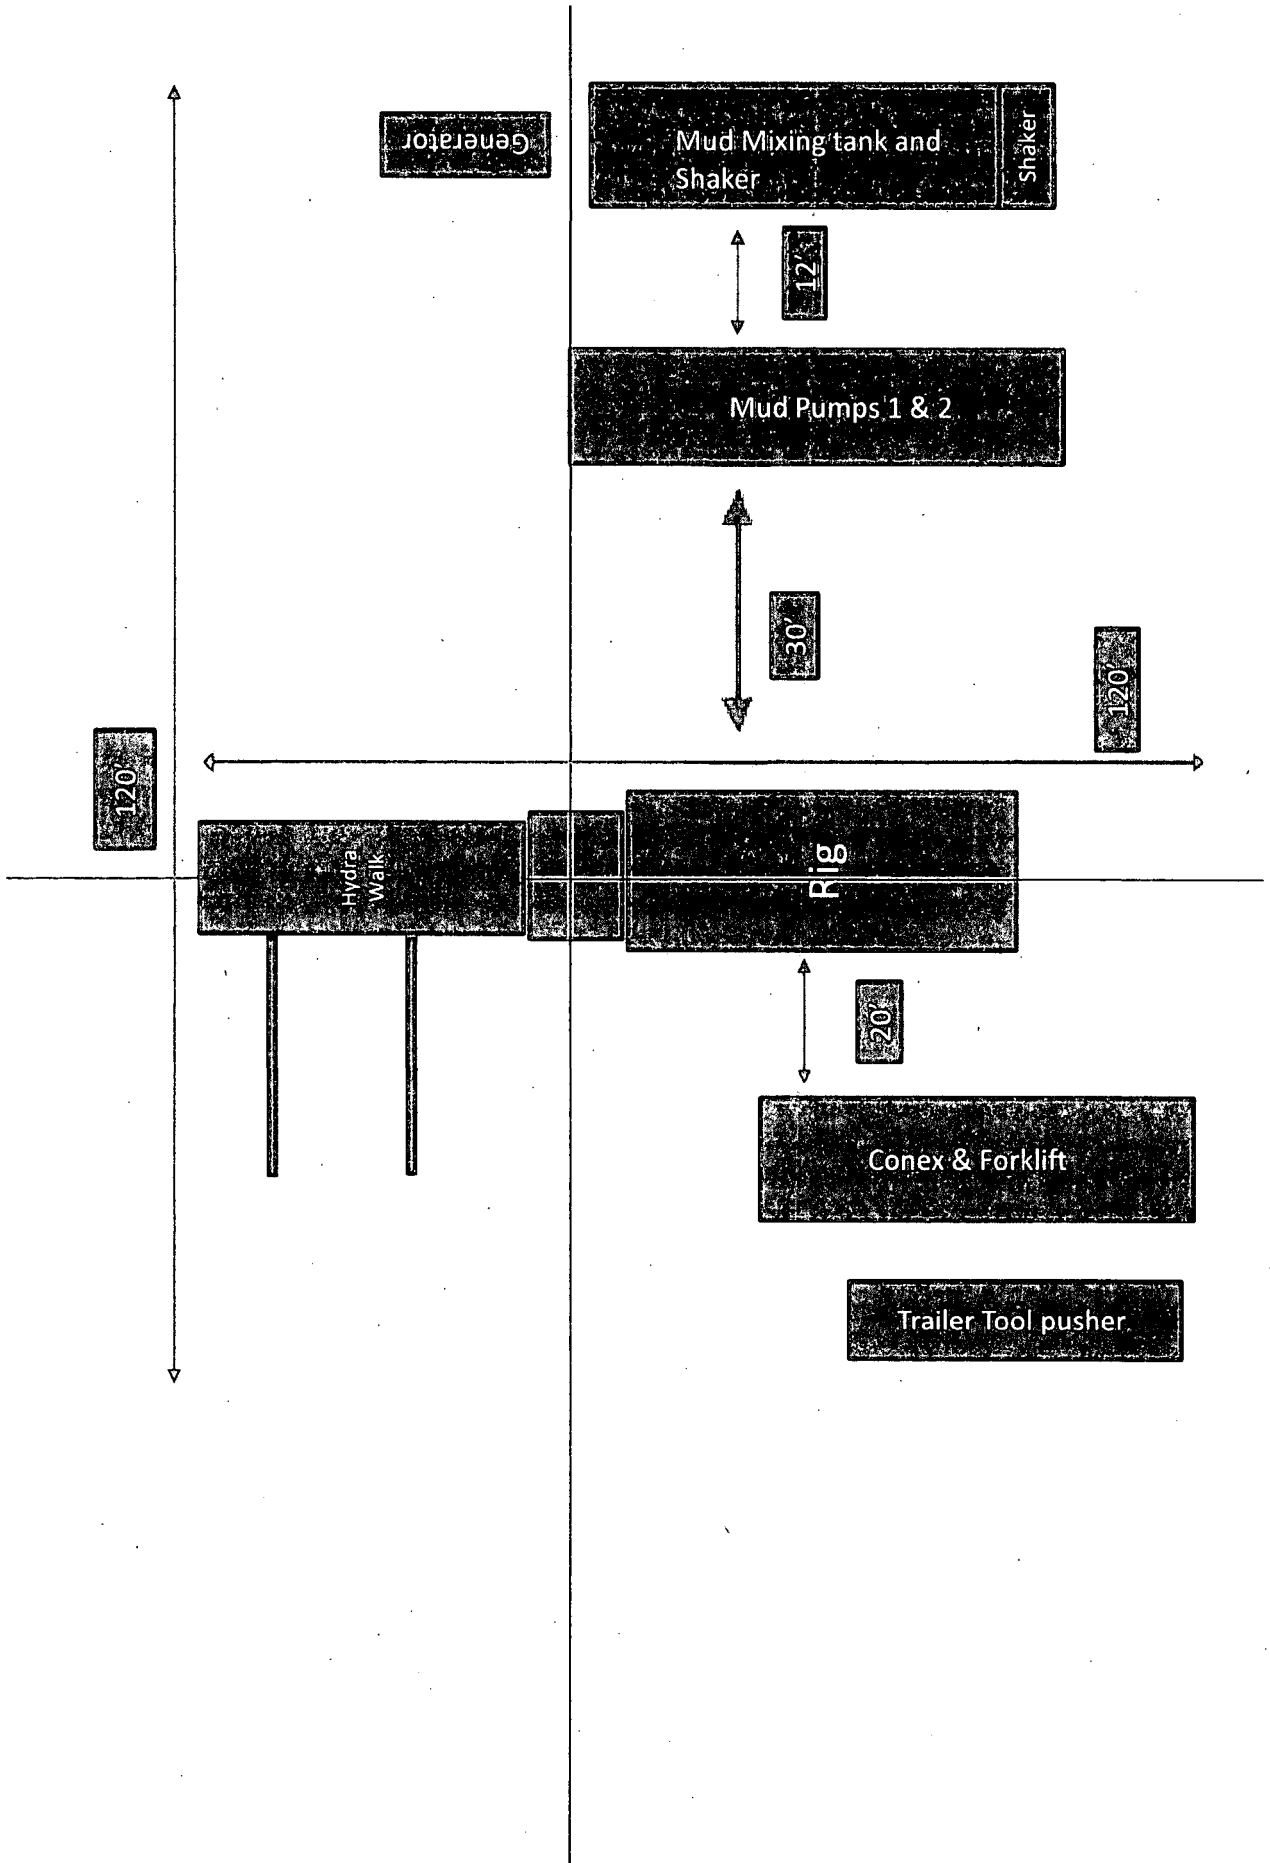 Generator
Mud Mixing tank and
Shaker
Shaker
12'
Mud Pumps 1 & 2
30'
120'
120'
Hydra
Walk
Rig
20'
Conex & Forklift
Trailer Tool pusher